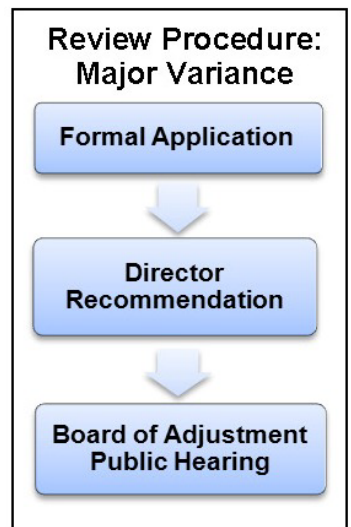 Review Procedure:
Major Variance
Formal Application
Director
Recommendation
Board of Adjustment
Public Hearing